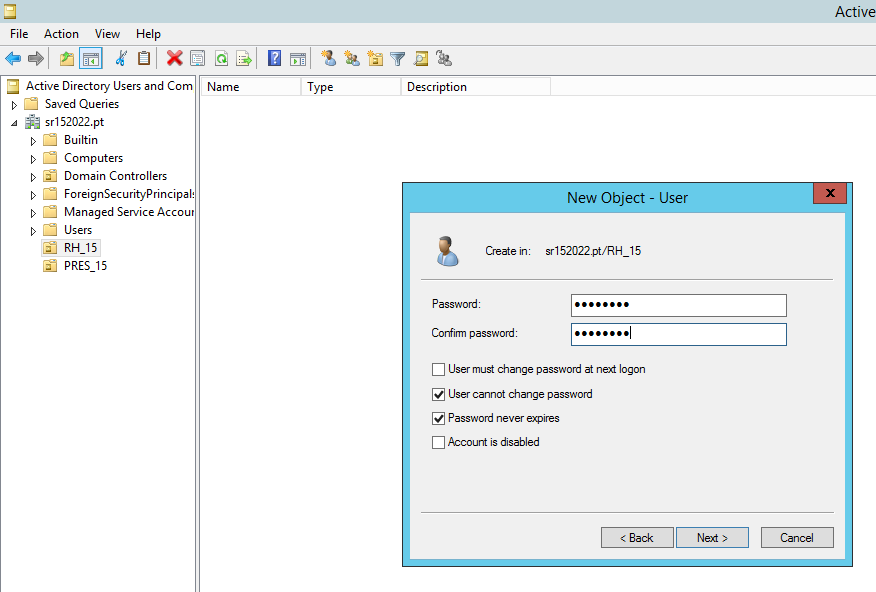 Active
File Action View Help
Active Directory Users and Com
Saved Queries
sr152022.pt
Builtin
Computers
Domain Controllers
ForeignSecurityPrincipals
Managed Service Accour
Users
RH_15
PRES_15
Name Type Description
New Object - User
Create in: sr152022.pt/RH_15
Password:
Confirm password:
User must change password at next logon
User cannot change password
Password never expires
Account is disabled
< Back Next > Cancel